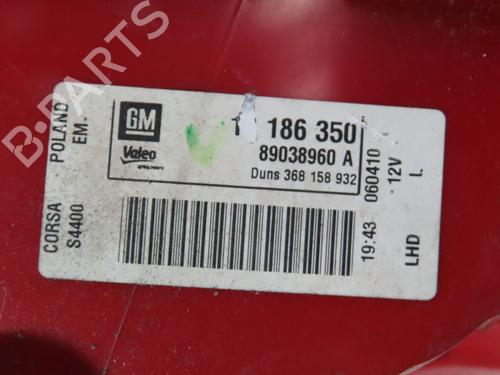 B-PARTS
CORSA
POLAND
S4400
EM-
GM
Valeo
186 350
89038960 A
Duns 368 158 932
19:43 060410
LHD
12V
L